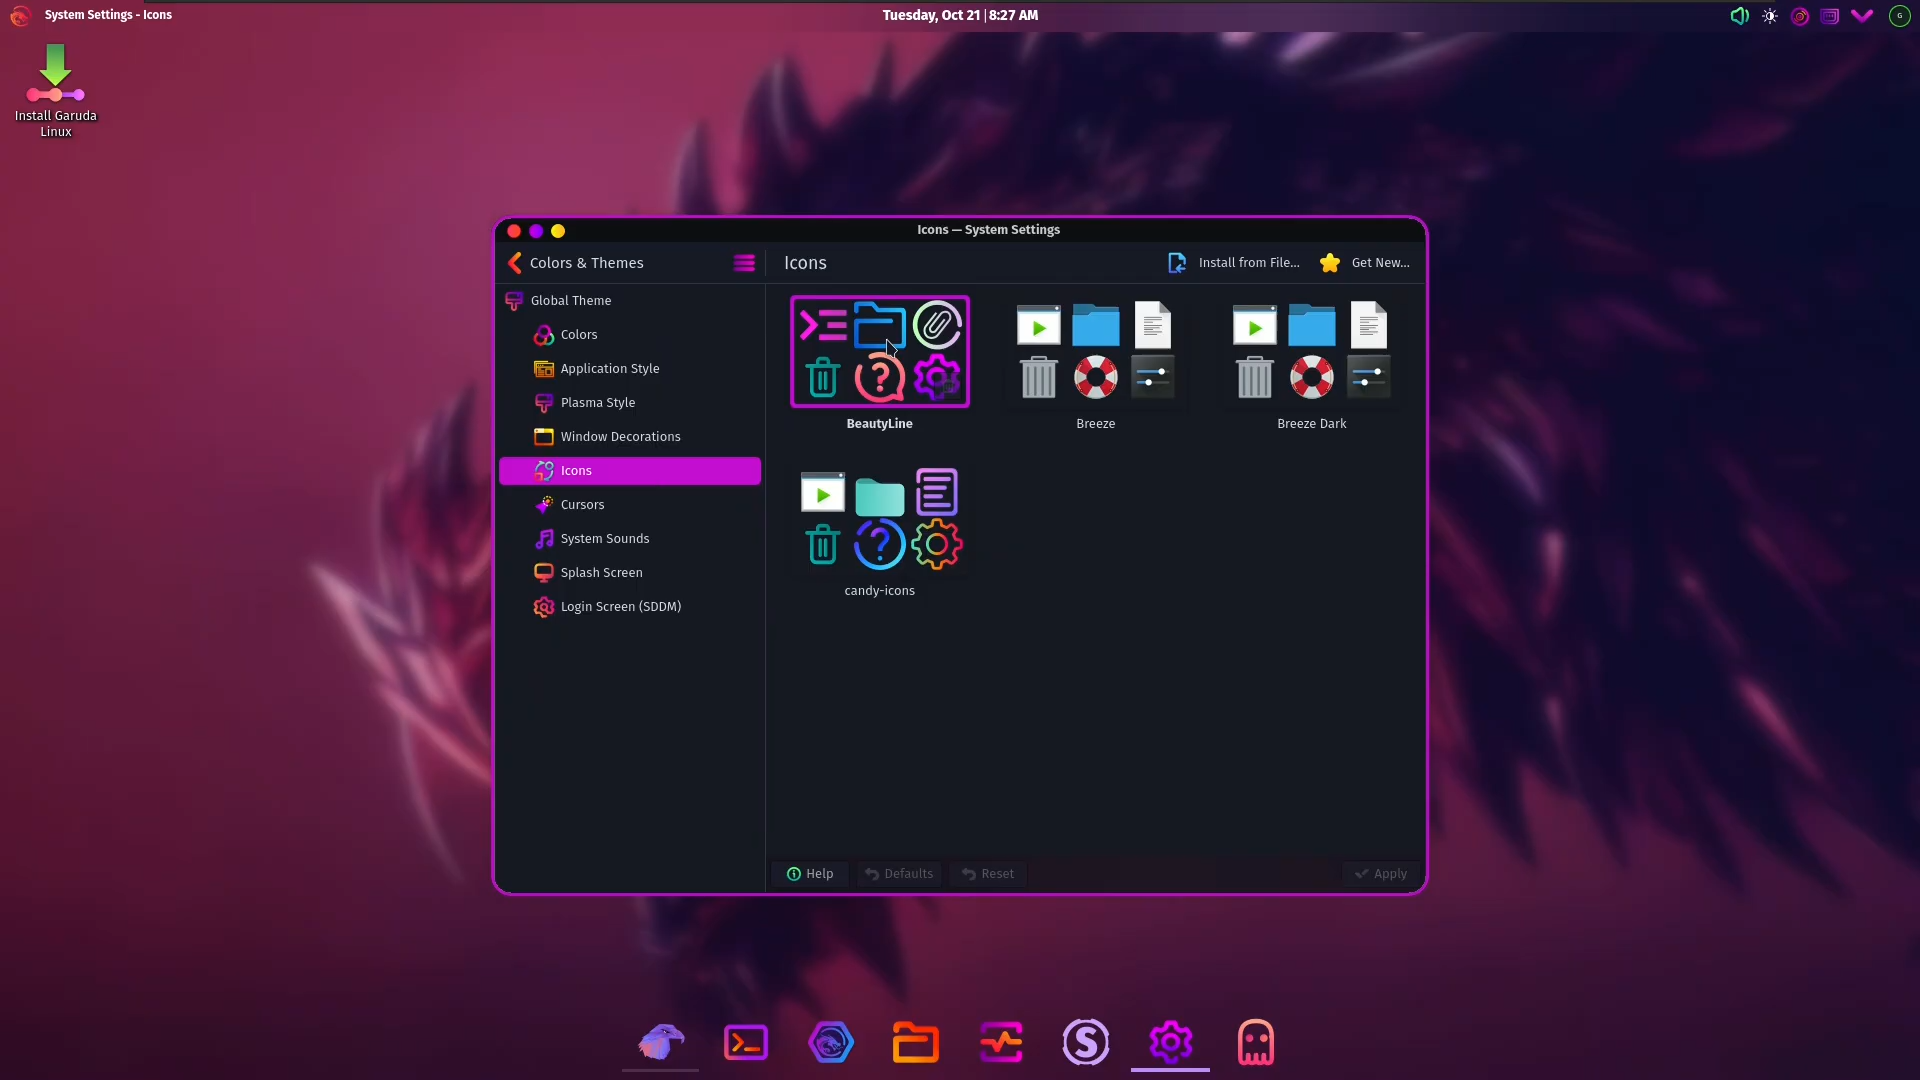 System Settings - Icons
Tuesday, Oct 21 | 8:27 AM
G
Install Garuda
Linux
Icons — System Settings
Colors & Themes
Icons
Install from File...
Get New...
Global Theme
Colors
Application Style
Plasma Style
Window Decorations
Icons
Cursors
System Sounds
Splash Screen
Login Screen (SDDM)
BeautyLine
Breeze
Breeze Dark
candy-icons
Help
Defaults
Reset
Apply
S